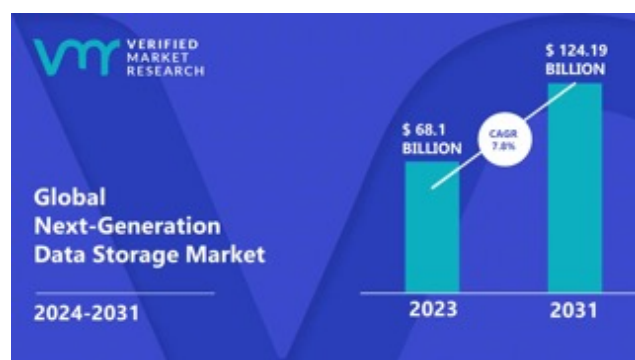 VMR
VERIFIED
MARKET
RESEARCH
$ 124.19
BILLION
$ 68.1
BILLION
CAGR
7.8%
Global
Next-Generation
Data Storage Market
2024-2031
2023
2031